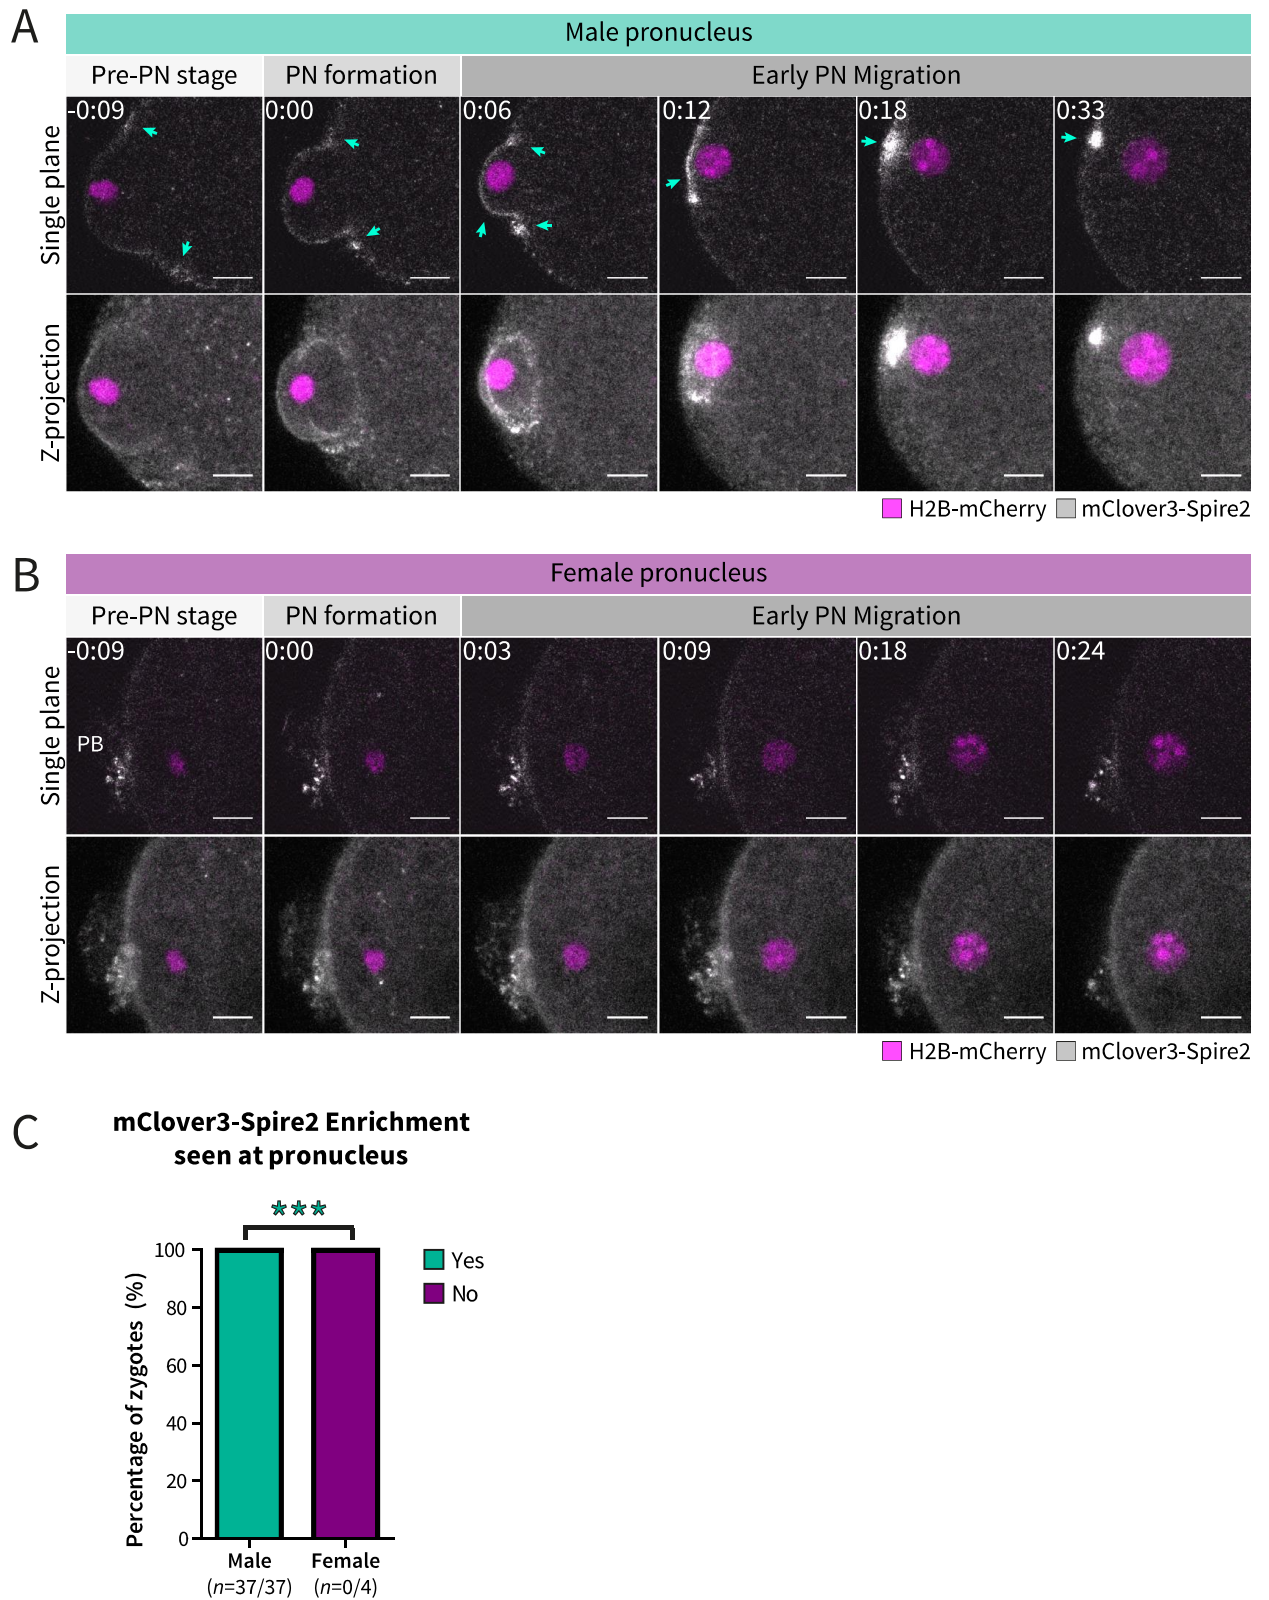 A
Male pronucleus
Pre-PN stage PN formation Early PN Migration
Single plane
-0:09 0:00 0:06 0:12 0:18 0:33
Z-projection
H2B-mCherry mClover3-Spire2
B
Female pronucleus
Pre-PN stage PN formation Early PN Migration
Single plane
-0:09 0:00 0:03 0:09 0:18 0:24
PB
Z-projection
H2B-mCherry mClover3-Spire2
C
mClover3-Spire2 Enrichment
seen at pronucleus
***
Percentage of zygotes (%)
100
80
60
40
20
0
Yes
No
Male Female
(n=37/37) (n=0/4)